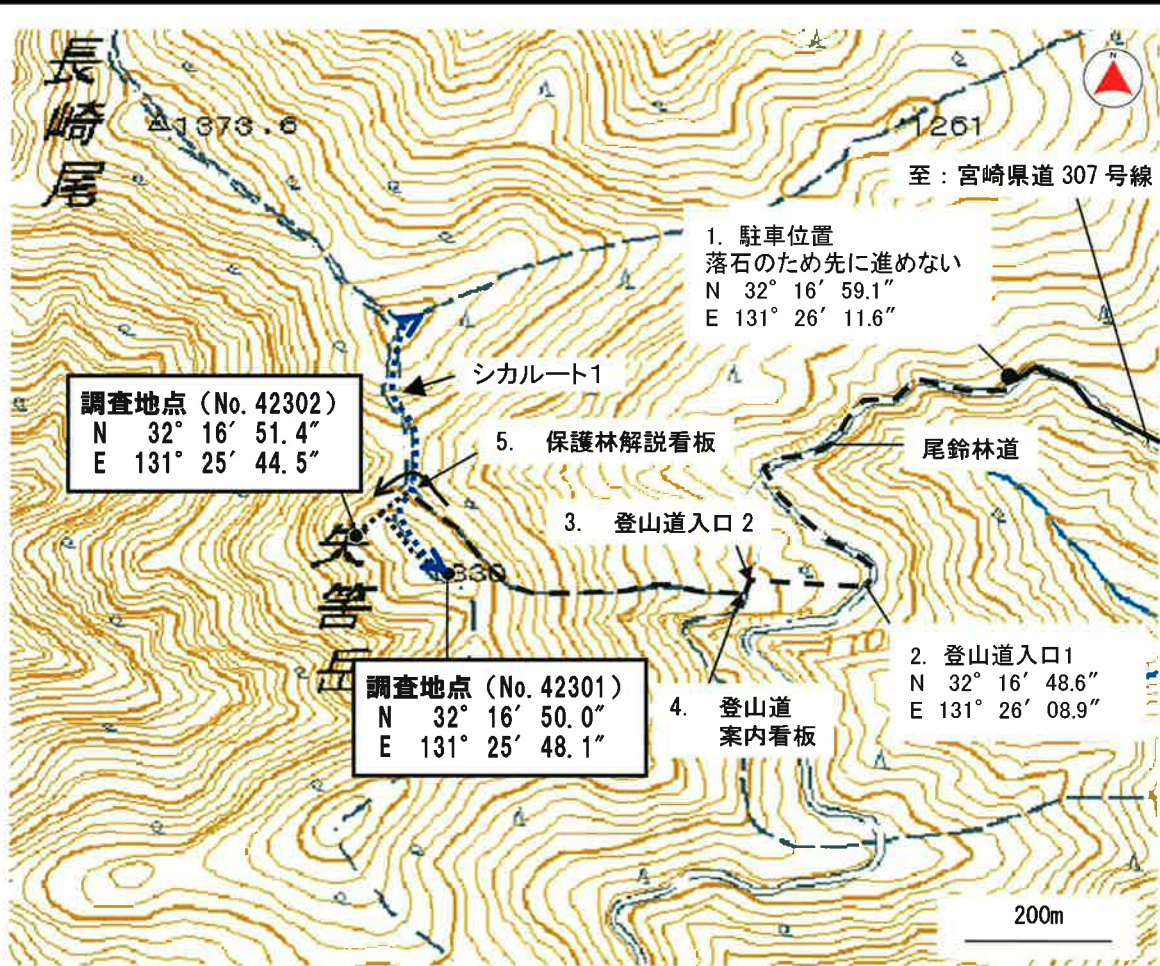 長崎尾
1373.6
N
1261
至：宮崎県道 307 号線
1. 駐車位置
落石のため先に進めない
N 32° 16′ 59.1″
E 131° 26′ 11.6″
シカルート1
調査地点（No. 42302）
N 32° 16′ 51.4″
E 131° 25′ 44.5″
5. 保護林解説看板
尾鈴林道
3. 登山道入口 2
矢筈岳
1330
2. 登山道入口1
N 32° 16′ 48.6″
E 131° 26′ 08.9″
調査地点（No. 42301）
N 32° 16′ 50.0″
E 131° 25′ 48.1″
4. 登山道
案内看板
200m